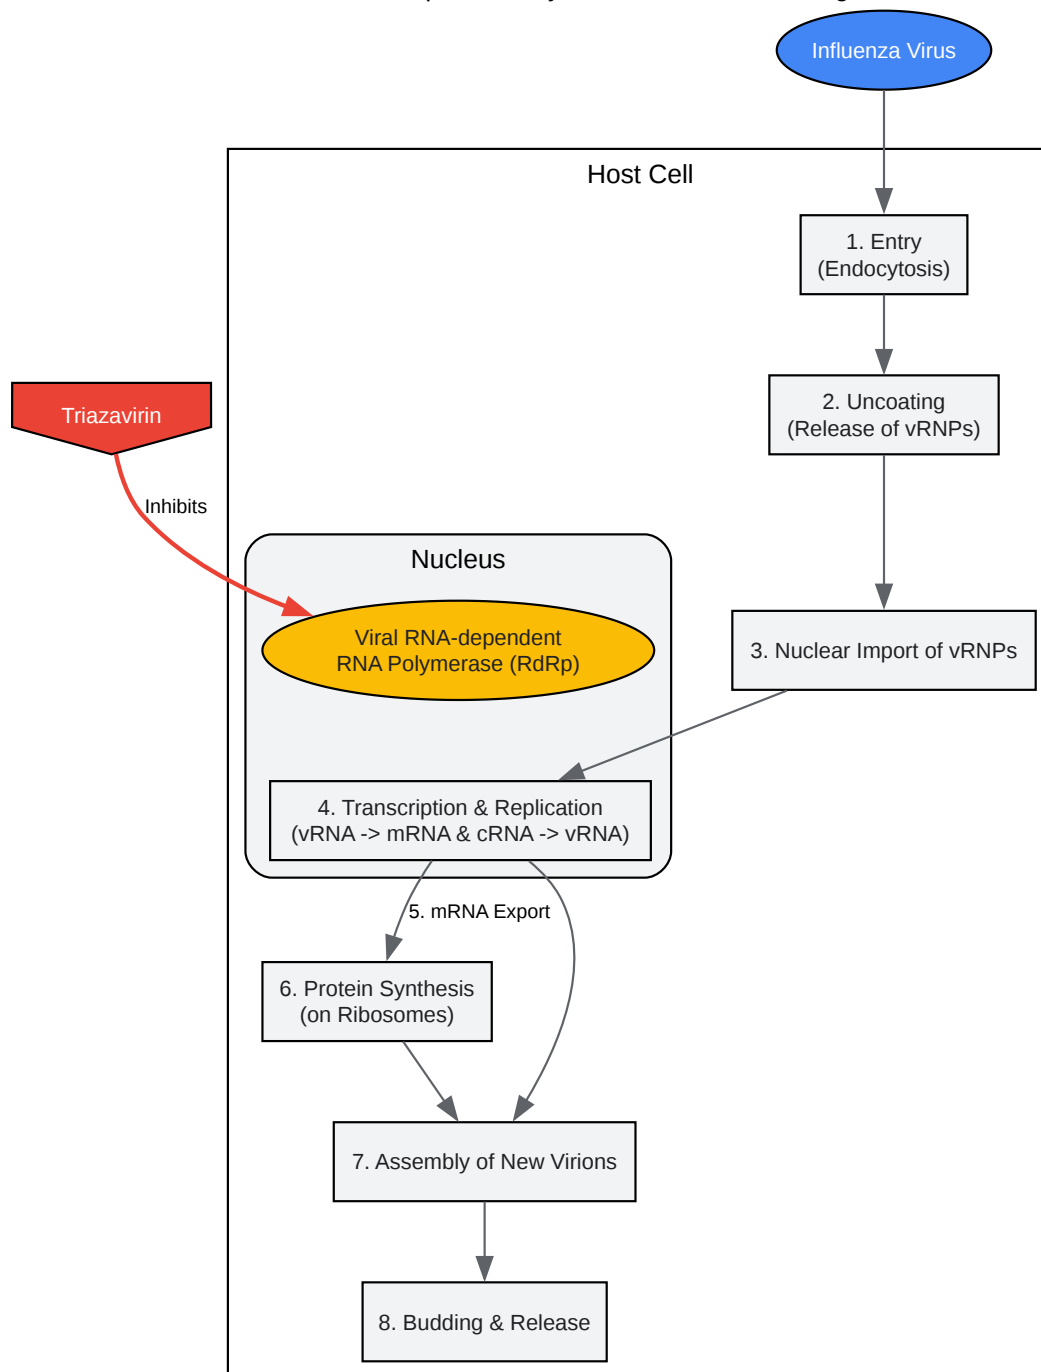 Influenza Virus
Host Cell
1. Entry
(Endocytosis)
2. Uncoating
(Release of vRNPs)
Triazavirin
Inhibits
Nucleus
Viral RNA-dependent
RNA Polymerase (RdRp)
3. Nuclear Import of vRNPs
4. Transcription & Replication
(vRNA -> mRNA & cRNA -> vRNA)
5. mRNA Export
6. Protein Synthesis
(on Ribosomes)
7. Assembly of New Virions
8. Budding & Release